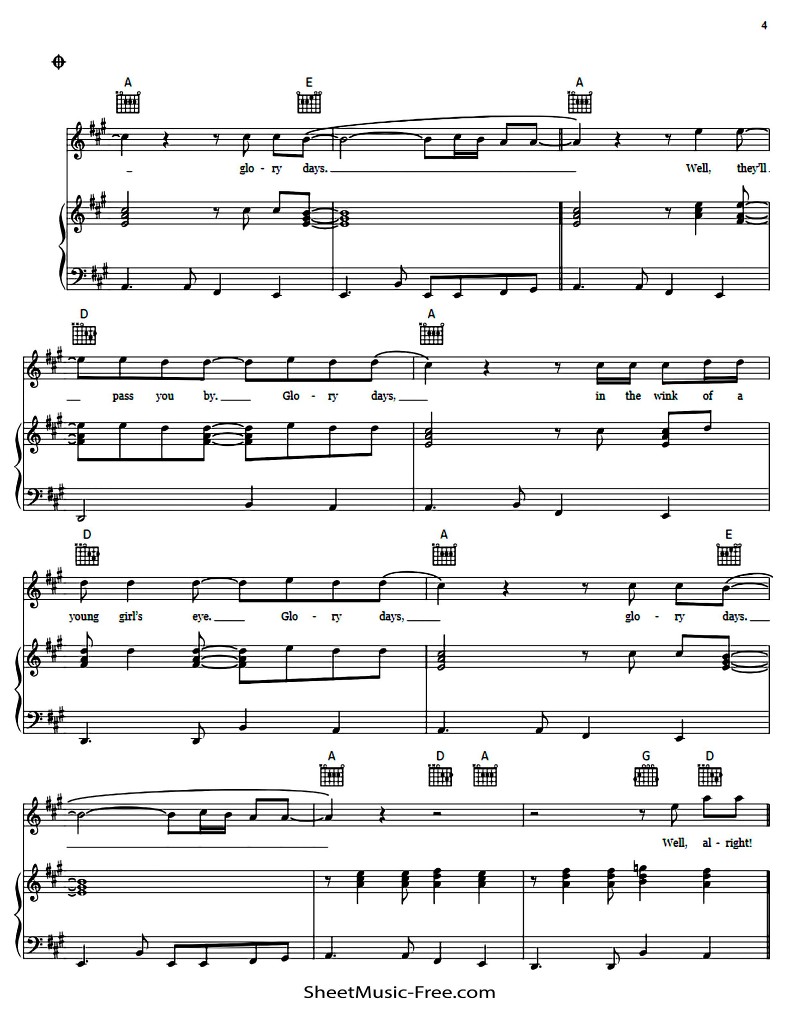 4
A E A
glo - ry days. Well, they'll
D A
pass you by. Glo - ry days, in the wink of a
D A E
young girl's eye. Glo - ry days, glo - ry days.
A D A G D
Well, al - right!
SheetMusic-Free.com